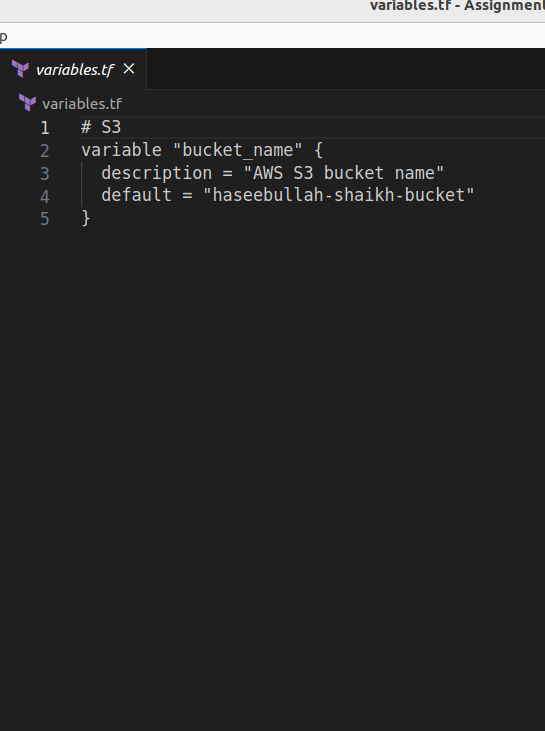 variables.tf - Assignment
p
variables.tf ×
variables.tf
1 # S3
2 variable "bucket_name" {
3 description = "AWS S3 bucket name"
4 default = "haseebullah-shaikh-bucket"
5 }